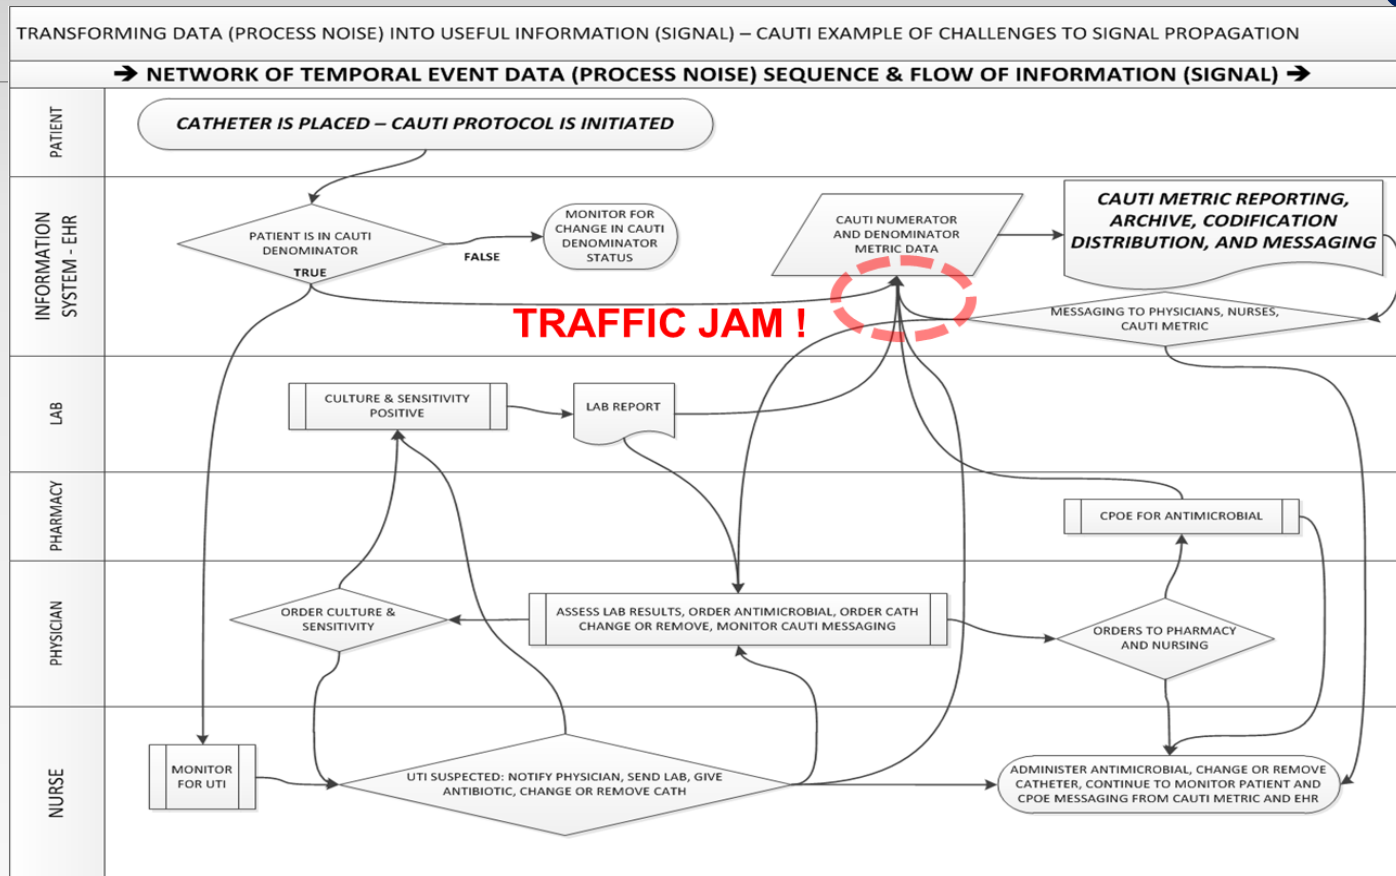 TRANSFORMING DATA (PROCESS NOISE) INTO USEFUL INFORMATION (SIGNAL) – CAUTI EXAMPLE OF CHALLENGES TO SIGNAL PROPAGATION
➔ NETWORK OF TEMPORAL EVENT DATA (PROCESS NOISE) SEQUENCE & FLOW OF INFORMATION (SIGNAL) ➔
PATIENT
CATHETER IS PLACED – CAUTI PROTOCOL IS INITIATED
INFORMATION
SYSTEM - EHR
PATIENT IS IN CAUTI
DENOMINATOR
TRUE
FALSE
MONITOR FOR
CHANGE IN CAUTI
DENOMINATOR
STATUS
CAUTI NUMERATOR
AND DENOMINATOR
METRIC DATA
CAUTI METRIC REPORTING,
ARCHIVE, CODIFICATION
DISTRIBUTION, AND MESSAGING
TRAFFIC JAM !
MESSAGING TO PHYSICIANS, NURSES,
CAUTI METRIC
LAB
CULTURE & SENSITIVITY
POSITIVE
LAB REPORT
PHARMACY
CPOE FOR ANTIMICROBIAL
PHYSICIAN
ORDER CULTURE &
SENSITIVITY
ASSESS LAB RESULTS, ORDER ANTIMICROBIAL, ORDER CATH
CHANGE OR REMOVE, MONITOR CAUTI MESSAGING
ORDERS TO PHARMACY
AND NURSING
NURSE
MONITOR
FOR UTI
UTI SUSPECTED: NOTIFY PHYSICIAN, SEND LAB, GIVE
ANTIBIOTIC, CHANGE OR REMOVE CATH
ADMINISTER ANTIMICROBIAL, CHANGE OR REMOVE
CATHETER, CONTINUE TO MONITOR PATIENT AND
CPOE MESSAGING FROM CAUTI METRIC AND EHR